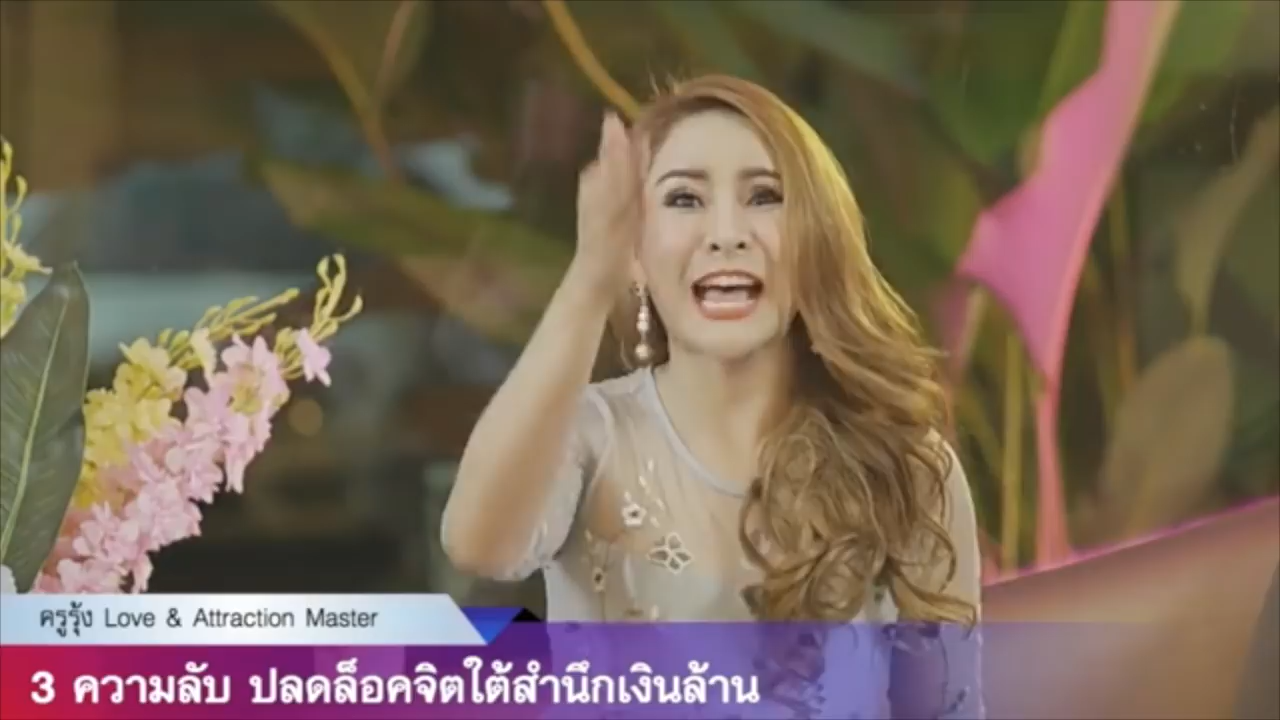 ครูรุ้ง Love & Attraction Master
3 ความลับ ปลดล็อคจิตใต้สำนึกเงินล้าน